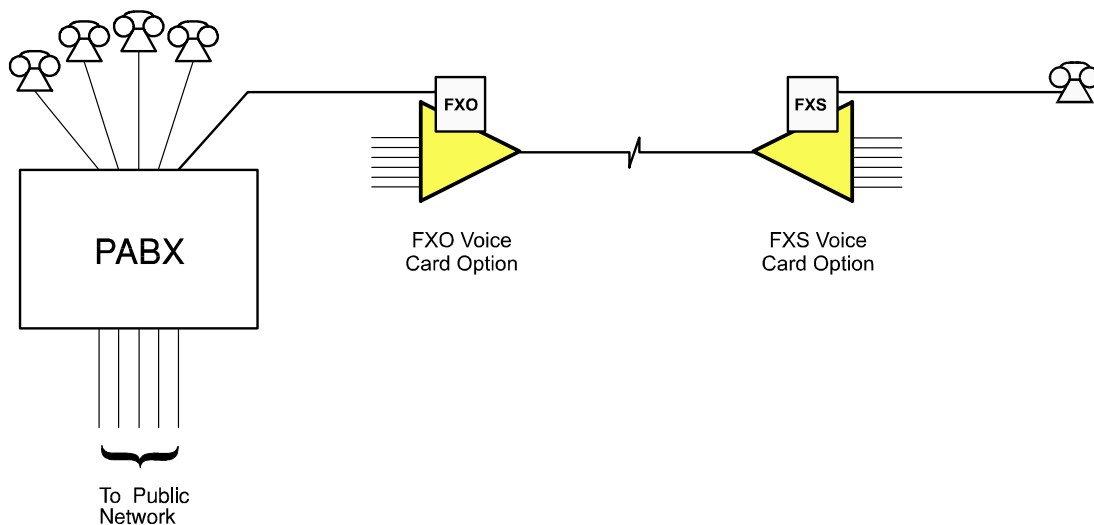 FXO
FXS
PABX
FXO Voice
Card Option
FXS Voice
Card Option
To Public
Network